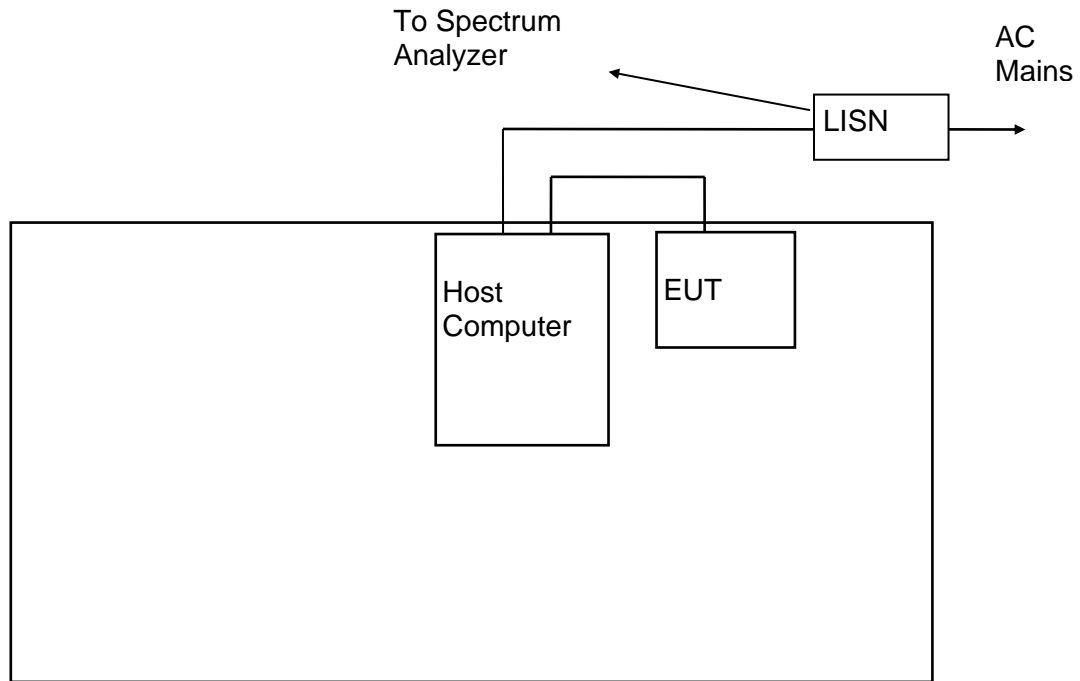 To Spectrum
Analyzer
AC
Mains
LISN
Host
Computer
EUT